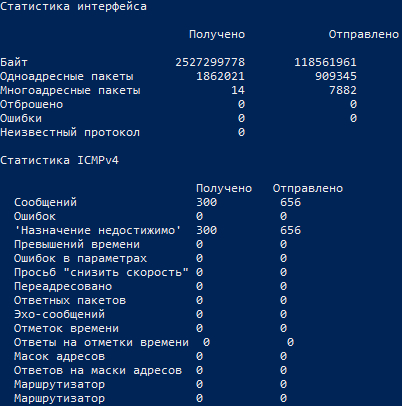 Статистика интерфейса
Получено Отправлено
Байт 2527299778 118561961
Одноадресные пакеты 1862021 909345
Многоадресные пакеты 14 7882
Отброшено 0 0
Ошибки 0 0
Неизвестный протокол 0
Статистика ICMPv4
Получено Отправлено
Сообщений 300 656
Ошибок 0 0
'Назначение недостижимо' 300 656
Превышений времени 0 0
Ошибок в параметрах 0 0
Просьб "снизить скорость" 0 0
Переадресовано 0 0
Ответных пакетов 0 0
Эхо-сообщений 0 0
Отметок времени 0 0
Ответы на отметки времени 0 0
Масок адресов 0 0
Ответов на маски адресов 0 0
Маршрутизатор 0 0
Маршрутизатор 0 0